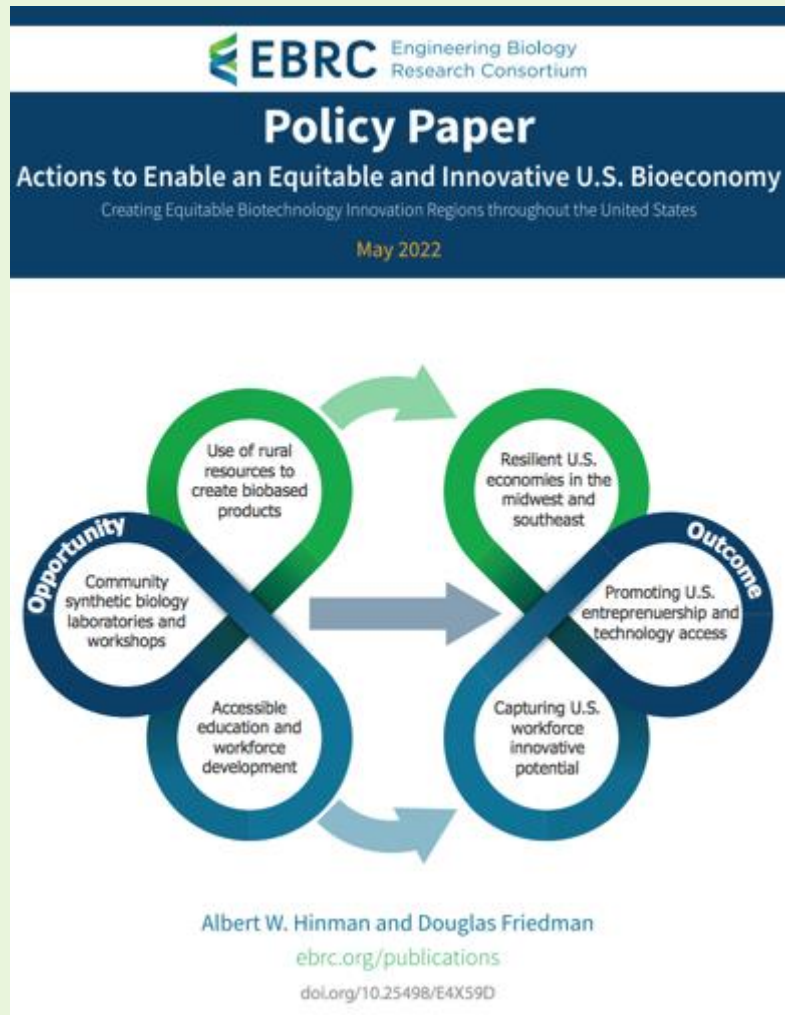 EBRC
Engineering Biology
Research Consortium
Policy Paper
Actions to Enable an Equitable and Innovative U.S. Bioeconomy
Creating Equitable Biotechnology Innovation Regions throughout the United States
May 2022
Opportunity
Use of rural
resources to
create biobased
products
Community
synthetic biology
laboratories and
workshops
Accessible
education and
workforce
development
Outcome
Resilient U.S.
economies in the
midwest and
southeast
Promoting U.S.
entreprenuership and
technology access
Capturing U.S.
workforce
innovative
potential
Albert W. Hinman and Douglas Friedman
ebrc.org/publications
doi.org/10.25498/E4X59D